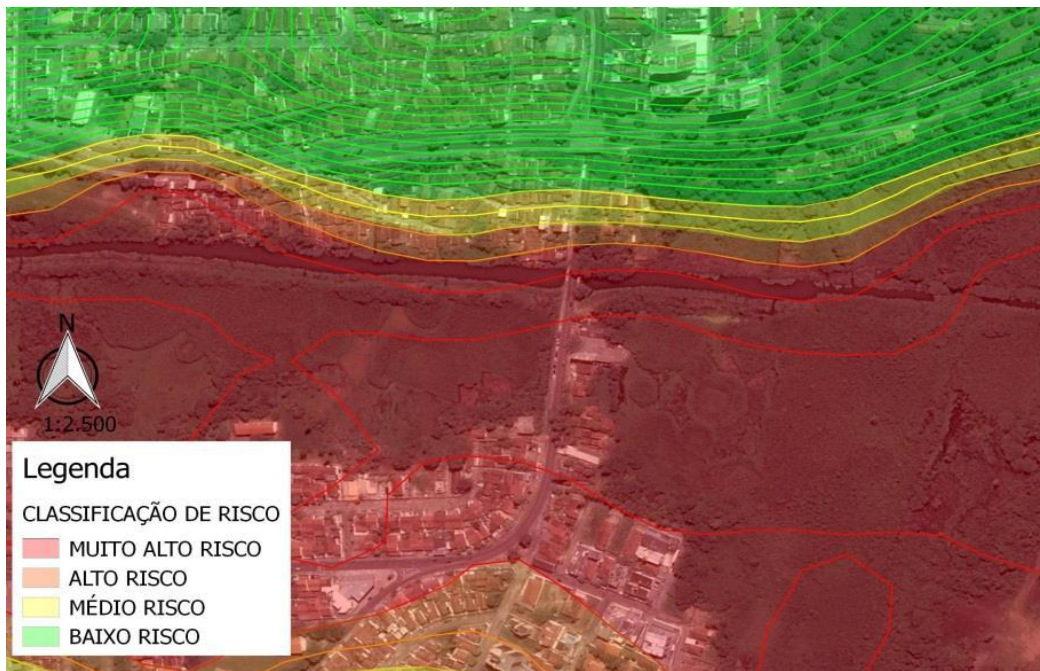 N
1:2.500
Legenda
CLASSIFICAÇÃO DE RISCO
MUITO ALTO RISCO
ALTO RISCO
MÉDIO RISCO
BAIXO RISCO